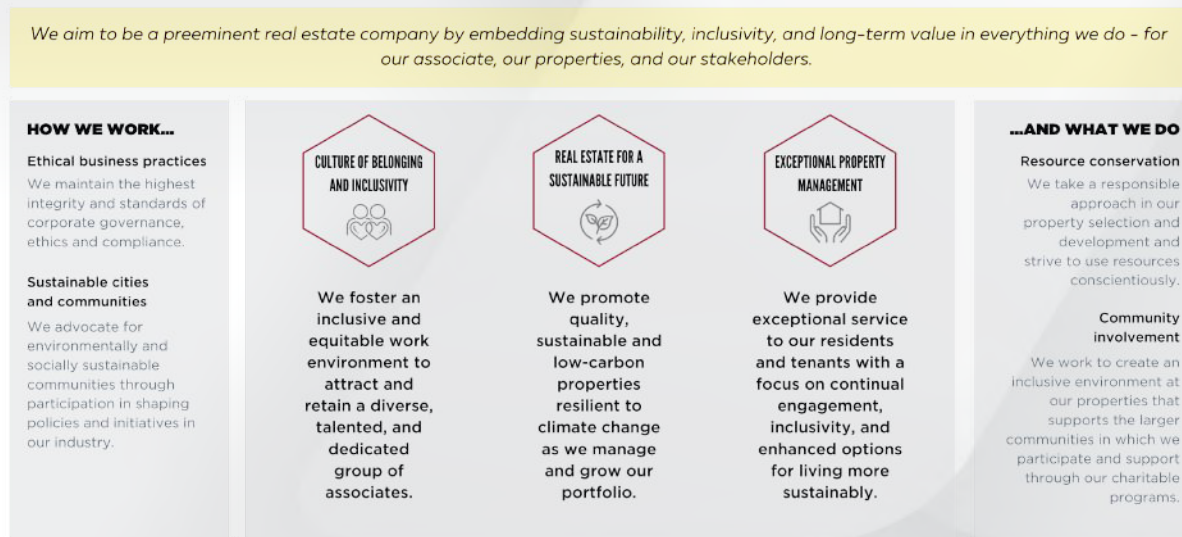 We aim to be a preeminent real estate company by embedding sustainability, inclusivity, and long-term value in everything we do - for
our associate, our properties, and our stakeholders.
HOW WE WORK...
Ethical business practices
We maintain the highest
integrity and standards of
corporate governance,
ethics and compliance.
Sustainable cities
and communities
We advocate for
environmentally and
socially sustainable
communities through
participation in shaping
policies and initiatives in
our industry.
CULTURE OF BELONGING
AND INCLUSIVITY
We foster an
inclusive and
equitable work
environment to
attract and
retain a diverse,
talented, and
dedicated
group of
associates.
REAL ESTATE FOR A
SUSTAINABLE FUTURE
We promote
quality,
sustainable and
low-carbon
properties
resilient to
climate change
as we manage
and grow our
portfolio.
EXCEPTIONAL PROPERTY
MANAGEMENT
We provide
exceptional service
to our residents
and tenants with a
focus on continual
engagement,
inclusivity, and
enhanced options
for living more
sustainably.
...AND WHAT WE DO
Resource conservation
We take a responsible
approach in our
property selection and
development and
strive to use resources
conscientiously.
Community
involvement
We work to create an
inclusive environment at
our properties that
supports the larger
communities in which we
participate and support
through our charitable
programs.